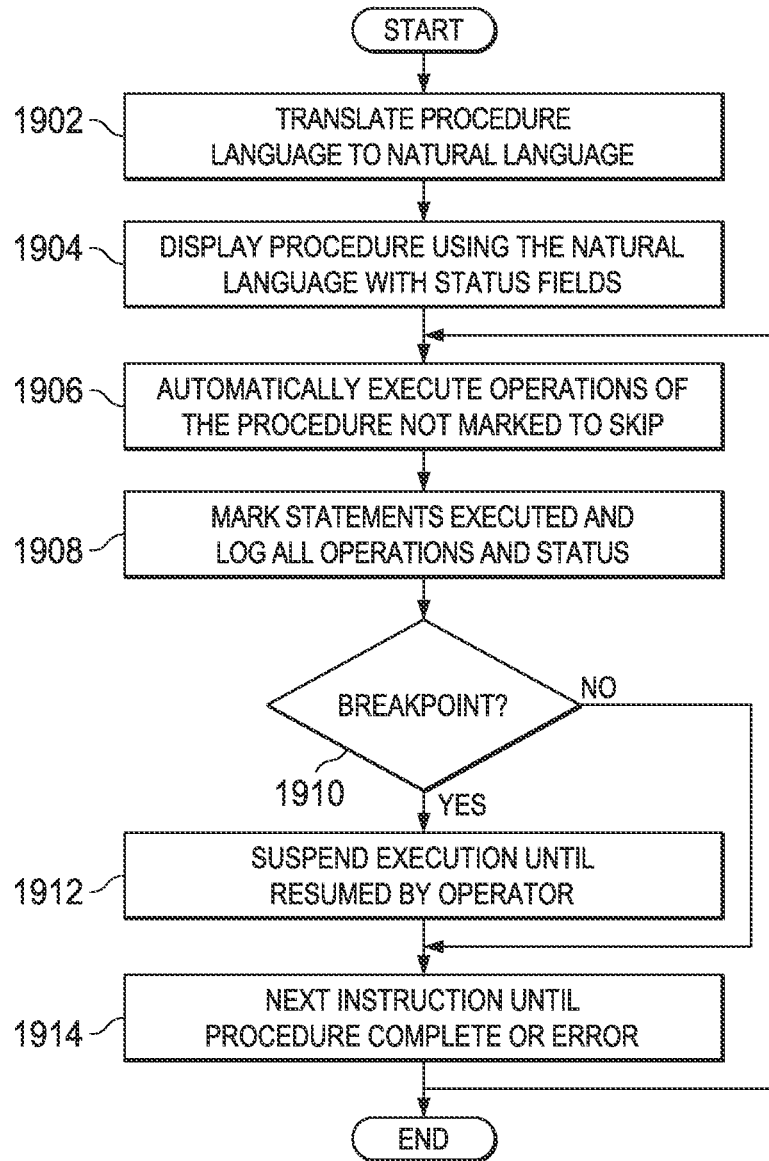 START
1902
TRANSLATE PROCEDURE
LANGUAGE TO NATURAL LANGUAGE
1904
DISPLAY PROCEDURE USING THE NATURAL
LANGUAGE WITH STATUS FIELDS
1906
AUTOMATICALLY EXECUTE OPERATIONS OF
THE PROCEDURE NOT MARKED TO SKIP
1908
MARK STATEMENTS EXECUTED AND
LOG ALL OPERATIONS AND STATUS
BREAKPOINT?
NO
1910
YES
1912
SUSPEND EXECUTION UNTIL
RESUMED BY OPERATOR
1914
NEXT INSTRUCTION UNTIL
PROCEDURE COMPLETE OR ERROR
END